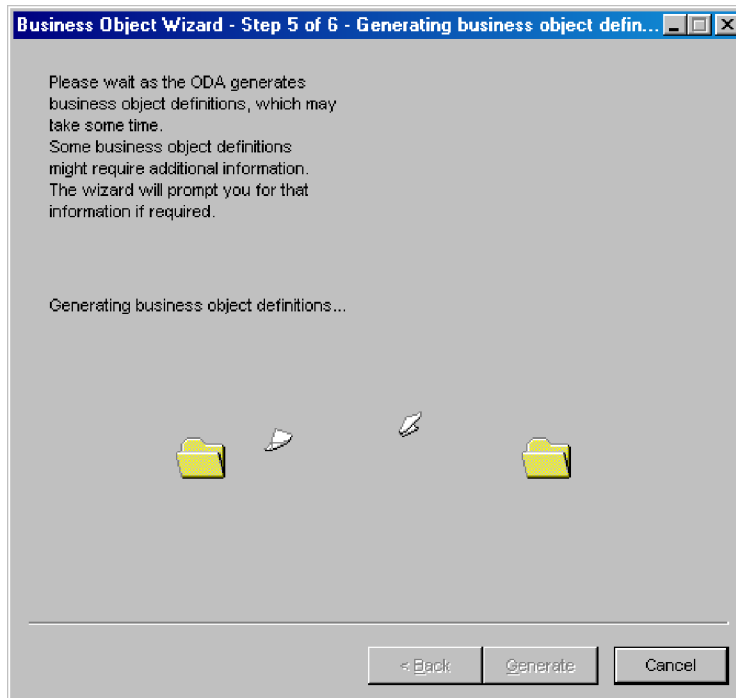 Business Object Wizard - Step 5 of 6 - Generating business object defin...
Please wait as the ODA generates
business object definitions, which may
take some time.
Some business object definitions
might require additional information.
The wizard will prompt you for that
information if required.
Generating business object definitions...
< Back
Generate
Cancel